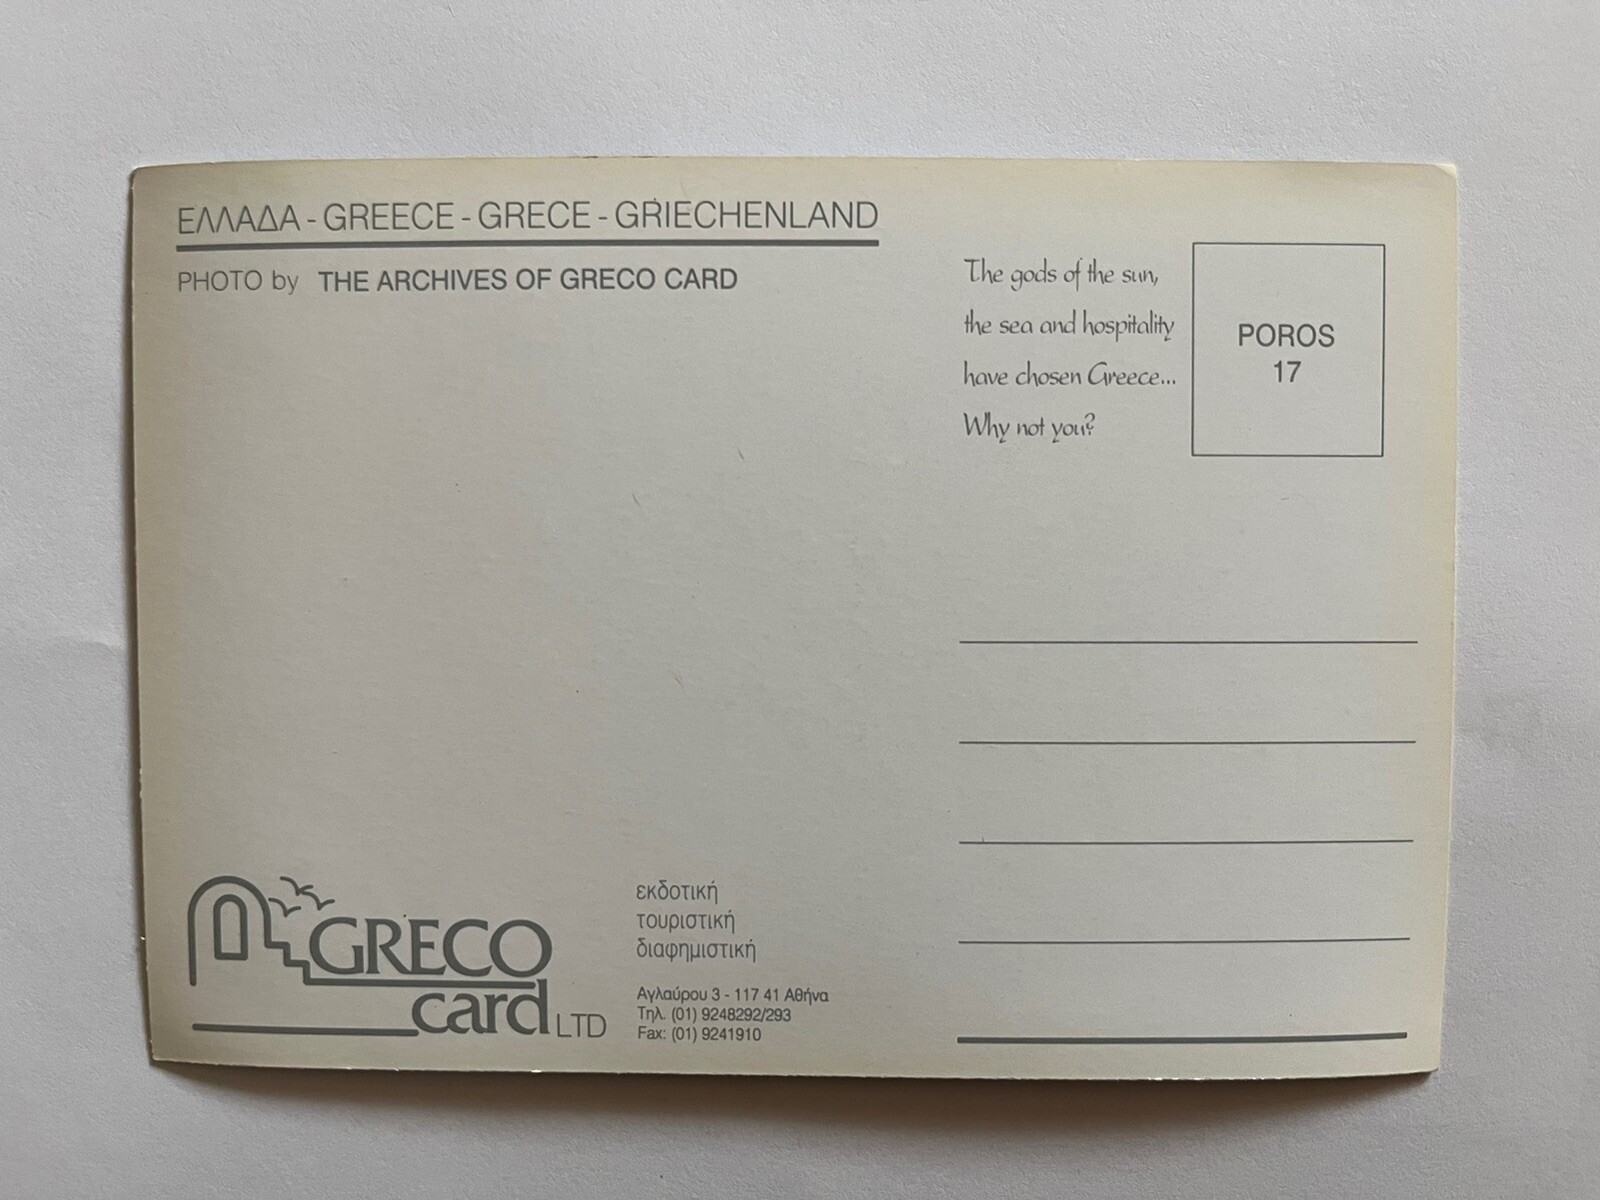 ΕΛΛΑΔΑ - GREECE - GRECE - GRIECHENLAND
PHOTO by THE ARCHIVES OF GRECO CARD
The gods of the sun,
the sea and hospitality
have chosen Greece...
Why not you?
POROS
17
GRECO
card LTD
εκδοτική
τουριστική
διαφημιστική
Αγλαύρου 3 - 117 41 Αθήνα
Τηλ. (01) 9248292/293
Fax: (01) 9241910